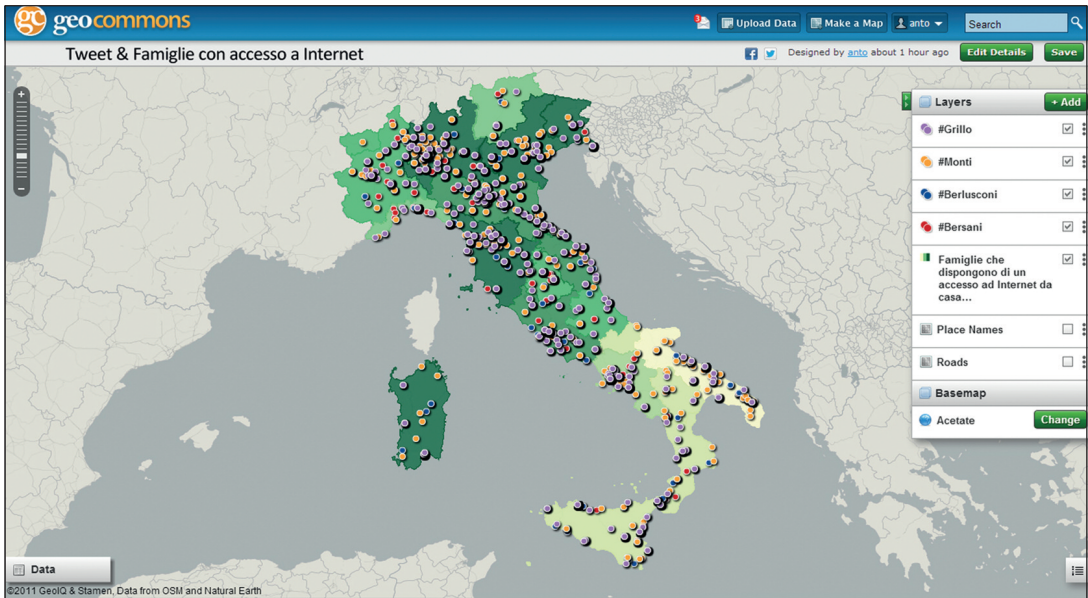 gc geocommons
3
Upload Data
Make a Map
anto
Search
Tweet & Famiglie con accesso a Internet
Designed by anto about 1 hour ago
Edit Details
Save
Layers
+ Add
#Grillo
#Monti
#Berlusconi
#Bersani
Famiglie che
dispongono di un
accesso ad Internet da
casa...
Place Names
Roads
Basemap
Acetate
Change
Data
©2011 GeoIQ & Stamen, Data from OSM and Natural Earth